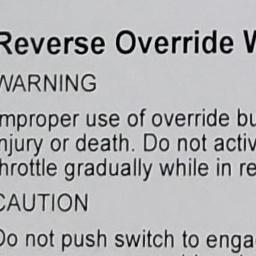 Reverse Override W
WARNING
mproper use of override bu
njury or death. Do not activ
hrottle gradually while in re
CAUTION
Do not push switch to enga